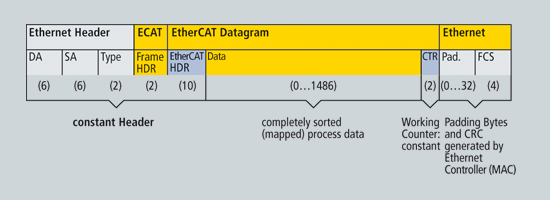 Ethernet Header ECAT EtherCAT Datagram Ethernet
DA SA Type Frame HDR EtherCAT HDR Data CTR Pad. FCS
(6) (6) (2) (2) (10) (0...1486) (2) (0...32) (4)
constant Header
completely sorted
(mapped) process data
Working
Counter:
constant
Padding Bytes
and CRC
generated by
Ethernet
Controller (MAC)